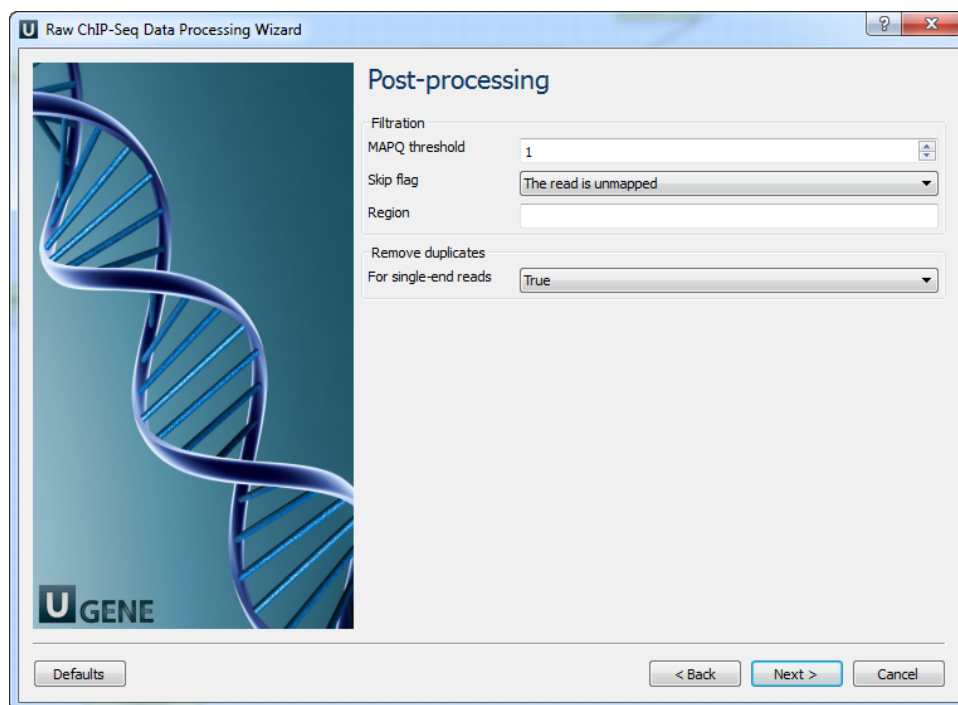 U Raw ChIP-Seq Data Processing Wizard ?
Post-processing
Filtration
MAPQ threshold 1
Skip flag The read is unmapped
Region
Remove duplicates
For single-end reads True
U GENE
Defaults < Back Next > Cancel